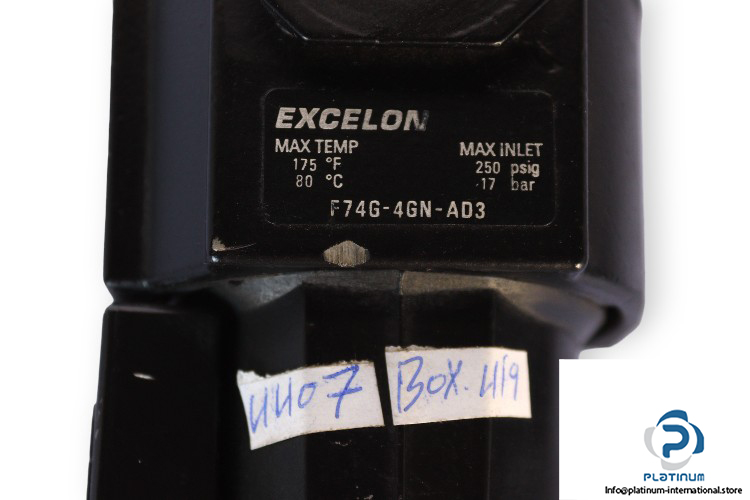 EXCELON
MAX TEMP
175 °F
80 °C
MAX INLET
250 psig
17 bar
F74G-4GN-AD3
4407
BOX. 419
PLATINUM
Info@platinum-international.store